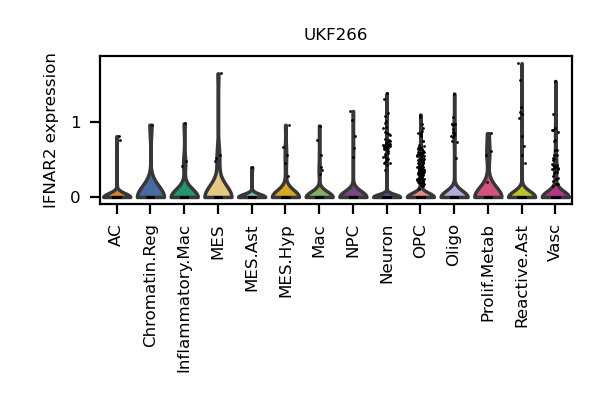 UKF266
IFNAR2 expression
1
0
AC
Chromatin.Reg
Inflammatory.Mac
MES
MES.Ast
MES.Hyp
Mac
NPC
Neuron
OPC
Oligo
Prolif.Metab
Reactive.Ast
Vasc